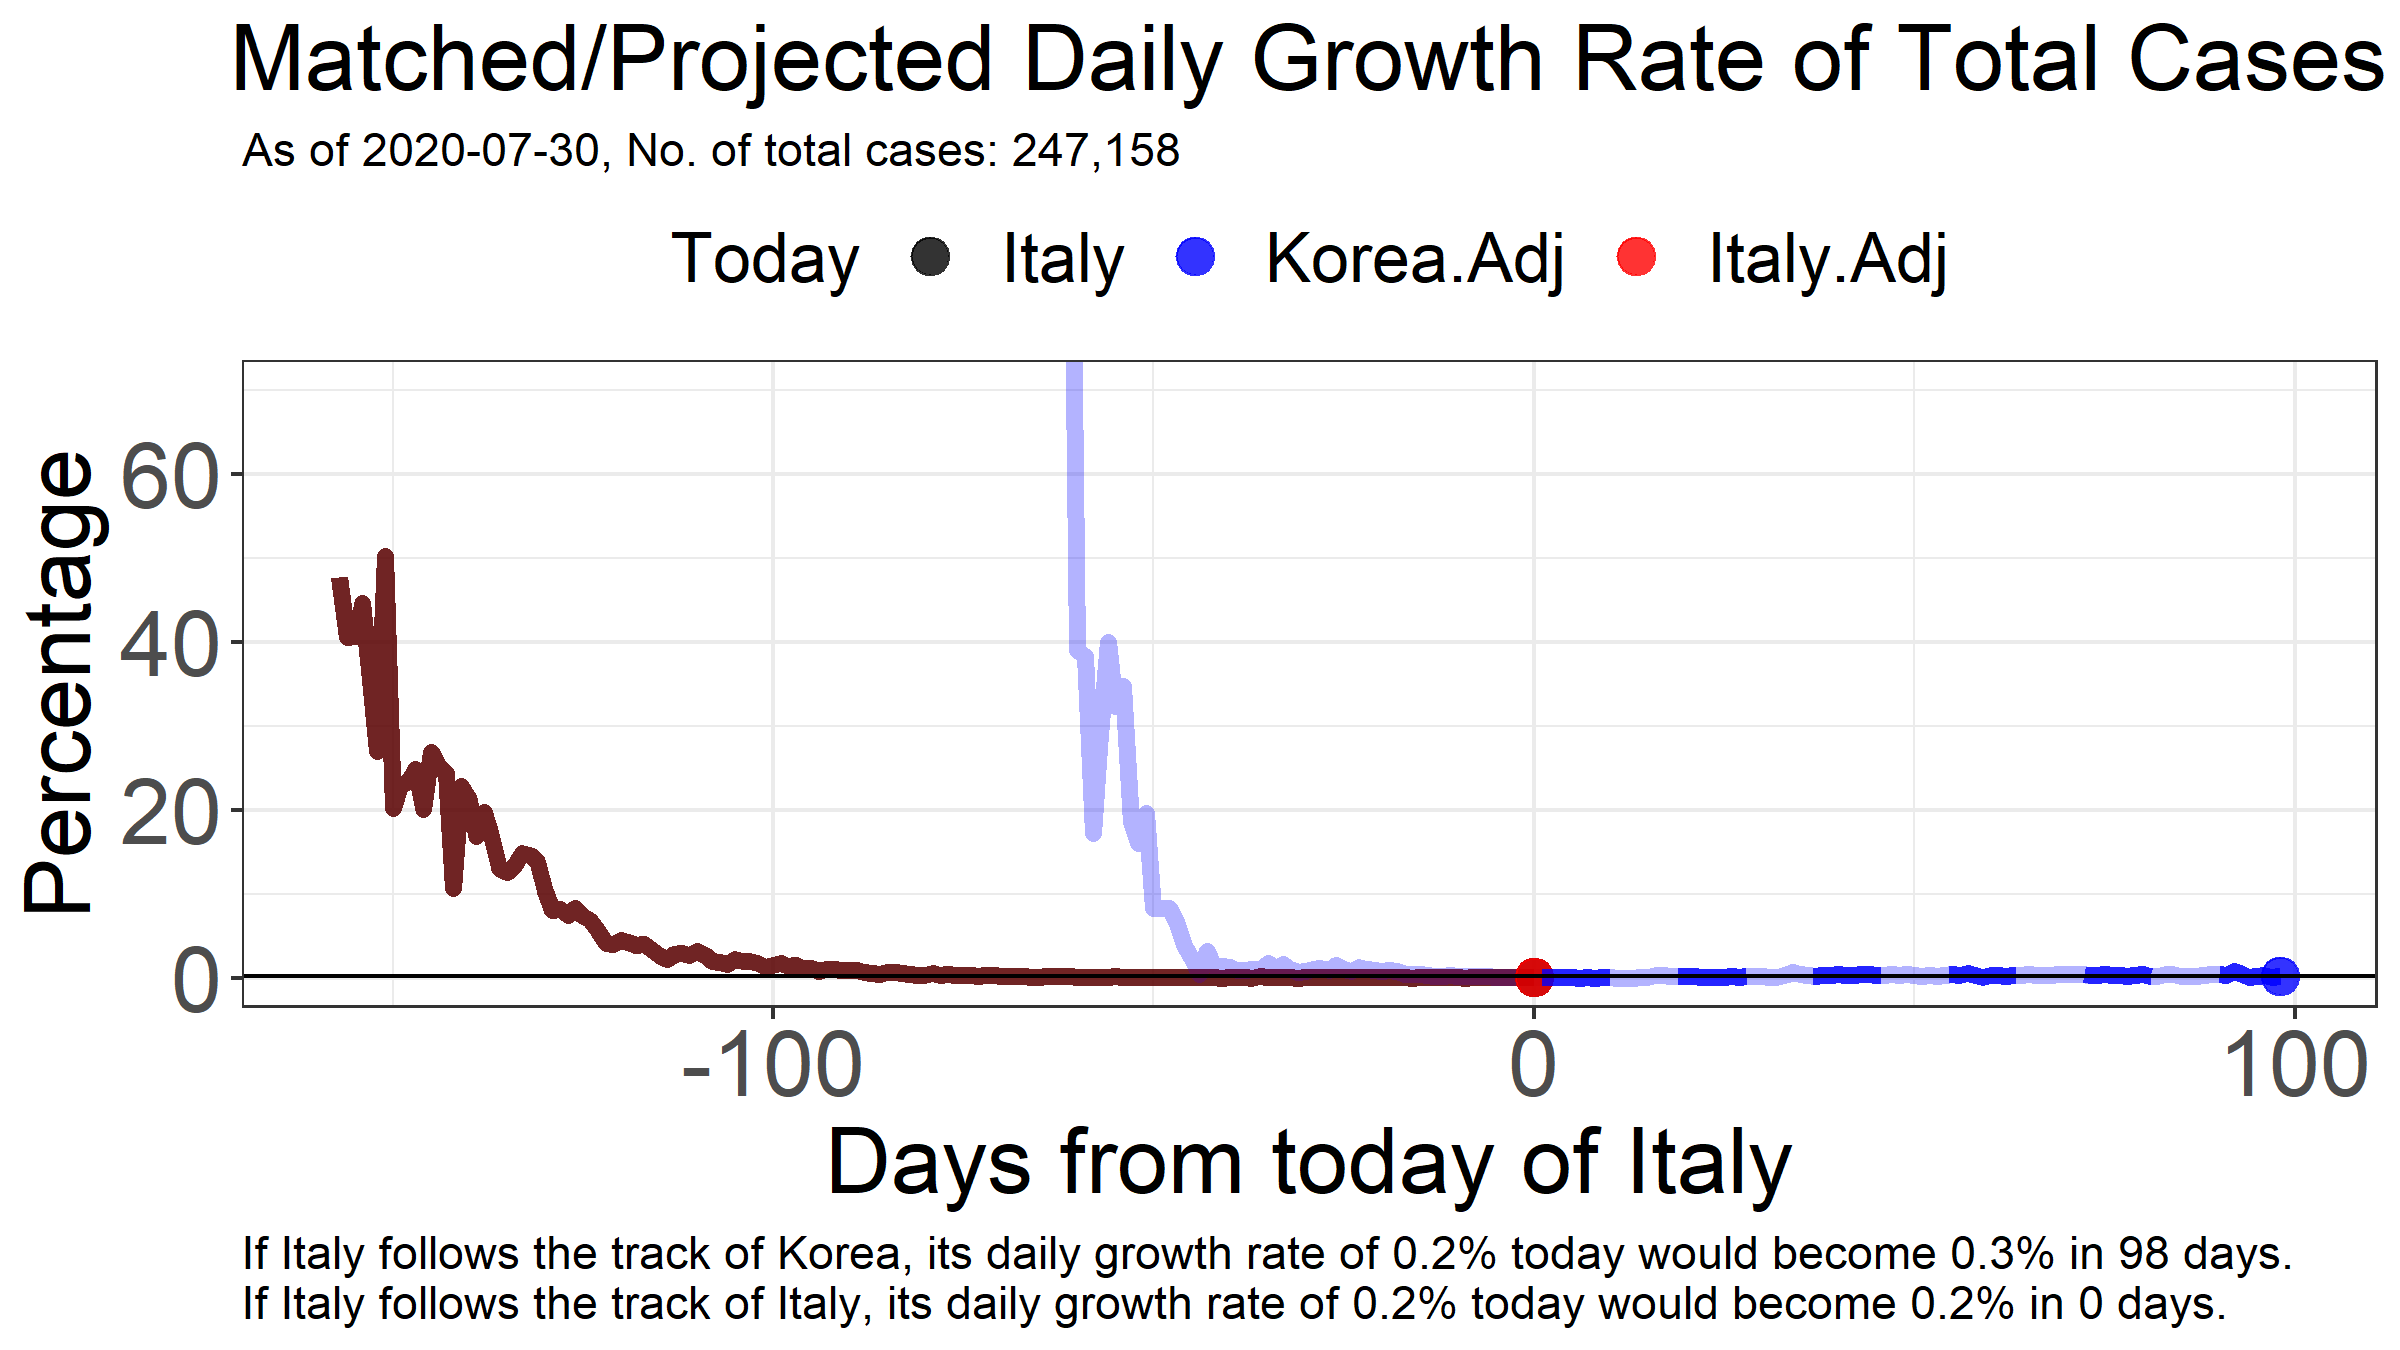 Matched/Projected Daily Growth Rate of Total Cases
As of 2020-07-30, No. of total cases: 247,158
Today Italy Korea.Adj Italy.Adj
Percentage
60
40
20
0
-100 0 100
Days from today of Italy
If Italy follows the track of Korea, its daily growth rate of 0.2% today would become 0.3% in 98 days.
If Italy follows the track of Italy, its daily growth rate of 0.2% today would become 0.2% in 0 days.